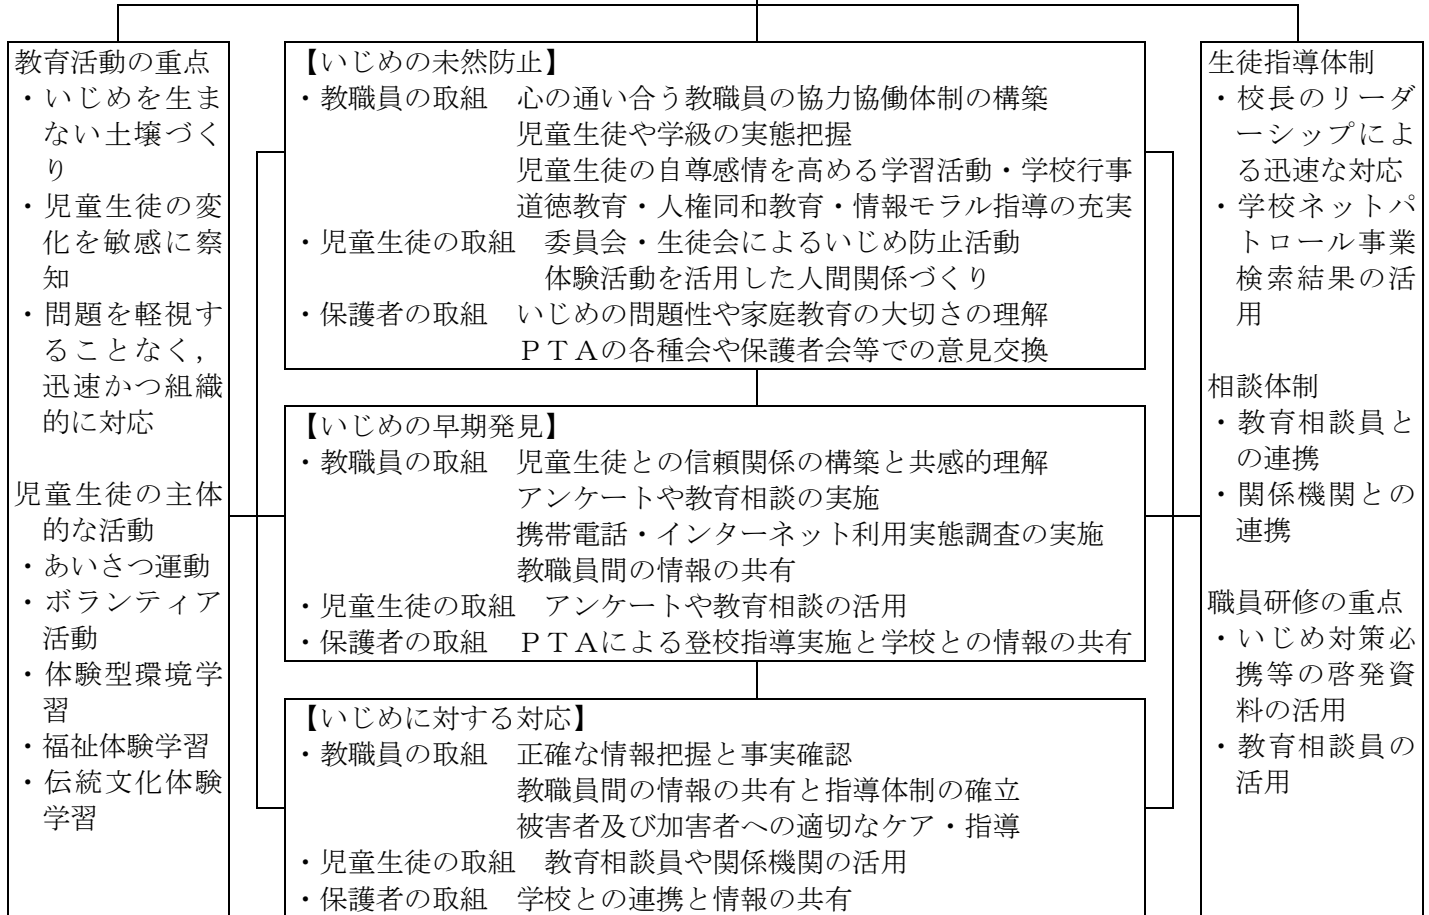 教育活動の重点
・いじめを生ま
ない土壌づく
り
・児童生徒の変
化を敏感に察
知
・問題を軽視す
ることなく，
迅速かつ組織
的に対応
児童生徒の主体
的な活動
・あいさつ運動
・ボランティア
活動
・体験型環境学
習
・福祉体験学習
・伝統文化体験
学習
【いじめの未然防止】
・教職員の取組　心の通い合う教職員の協力協働体制の構築
児童生徒や学級の実態把握
児童生徒の自尊感情を高める学習活動・学校行事
道徳教育・人権同和教育・情報モラル指導の充実
・児童生徒の取組　委員会・生徒会によるいじめ防止活動
体験活動を活用した人間関係づくり
・保護者の取組　いじめの問題性や家庭教育の大切さの理解
ＰＴＡの各種会や保護者会等での意見交換
【いじめの早期発見】
・教職員の取組　児童生徒との信頼関係の構築と共感的理解
アンケートや教育相談の実施
携帯電話・インターネット利用実態調査の実施
教職員間の情報の共有
・児童生徒の取組　アンケートや教育相談の活用
・保護者の取組　ＰＴＡによる登校指導実施と学校との情報の共有
【いじめに対する対応】
・教職員の取組　正確な情報把握と事実確認
教職員間の情報の共有と指導体制の確立
被害者及び加害者への適切なケア・指導
・児童生徒の取組　教育相談員や関係機関の活用
・保護者の取組　学校との連携と情報の共有
生徒指導体制
・校長のリーダ
ーシップによ
る迅速な対応
・学校ネットパ
トロール事業
検索結果の活
用
相談体制
・教育相談員と
の連携
・関係機関との
連携
職員研修の重点
・いじめ対策必
携等の啓発資
料の活用
・教育相談員の
活用